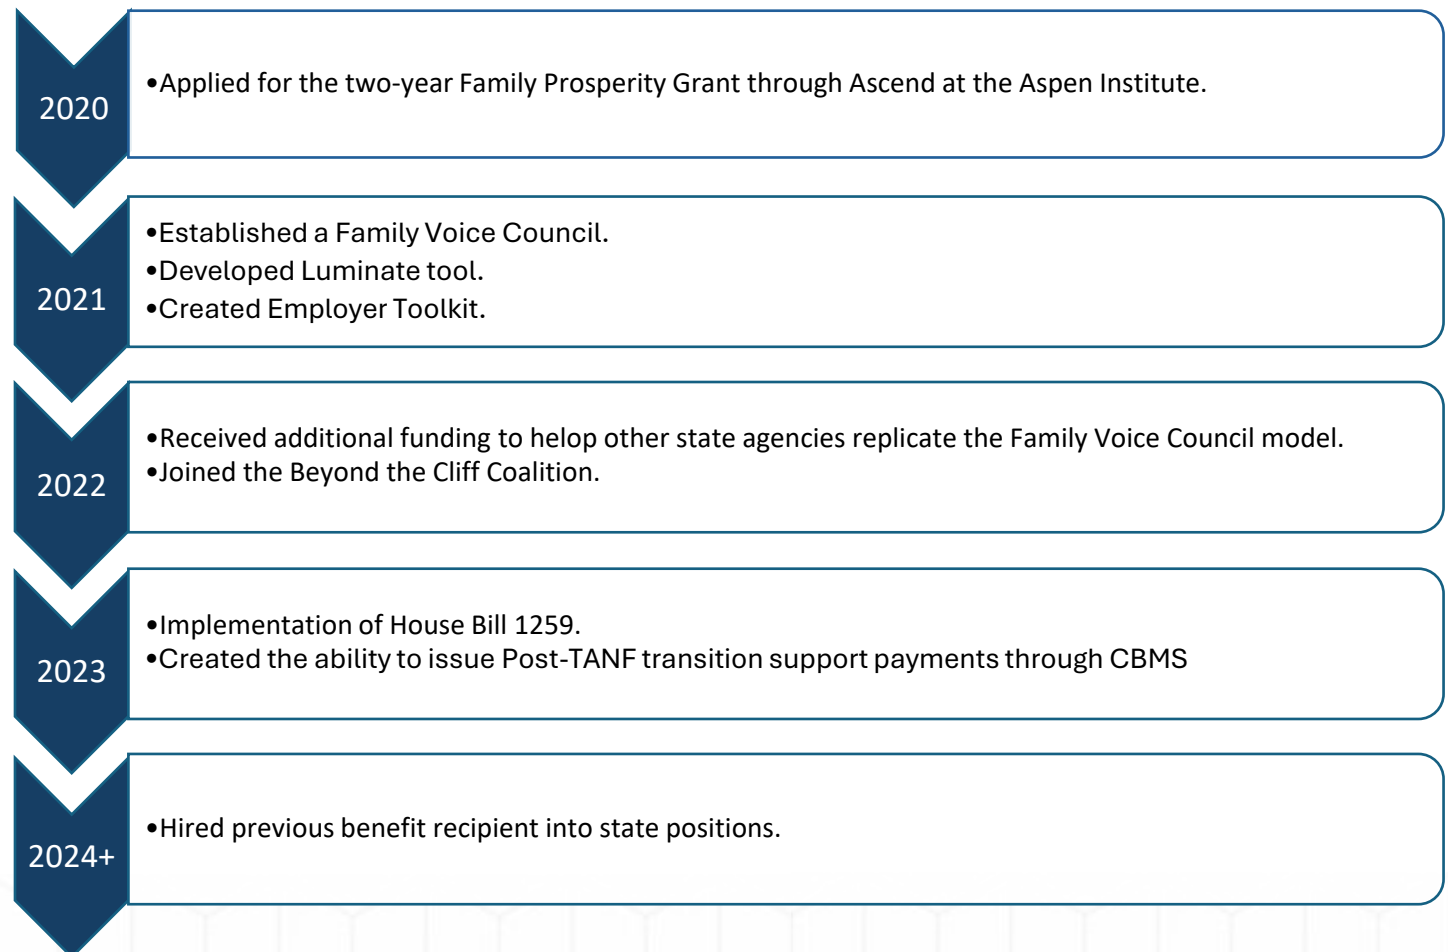 2020
•Applied for the two-year Family Prosperity Grant through Ascend at the Aspen Institute.
2021
•Established a Family Voice Council.
•Developed Luminate tool.
•Created Employer Toolkit.
2022
•Received additional funding to helop other state agencies replicate the Family Voice Council model.
•Joined the Beyond the Cliff Coalition.
2023
•Implementation of House Bill 1259.
•Created the ability to issue Post-TANF transition support payments through CBMS
2024+
•Hired previous benefit recipient into state positions.